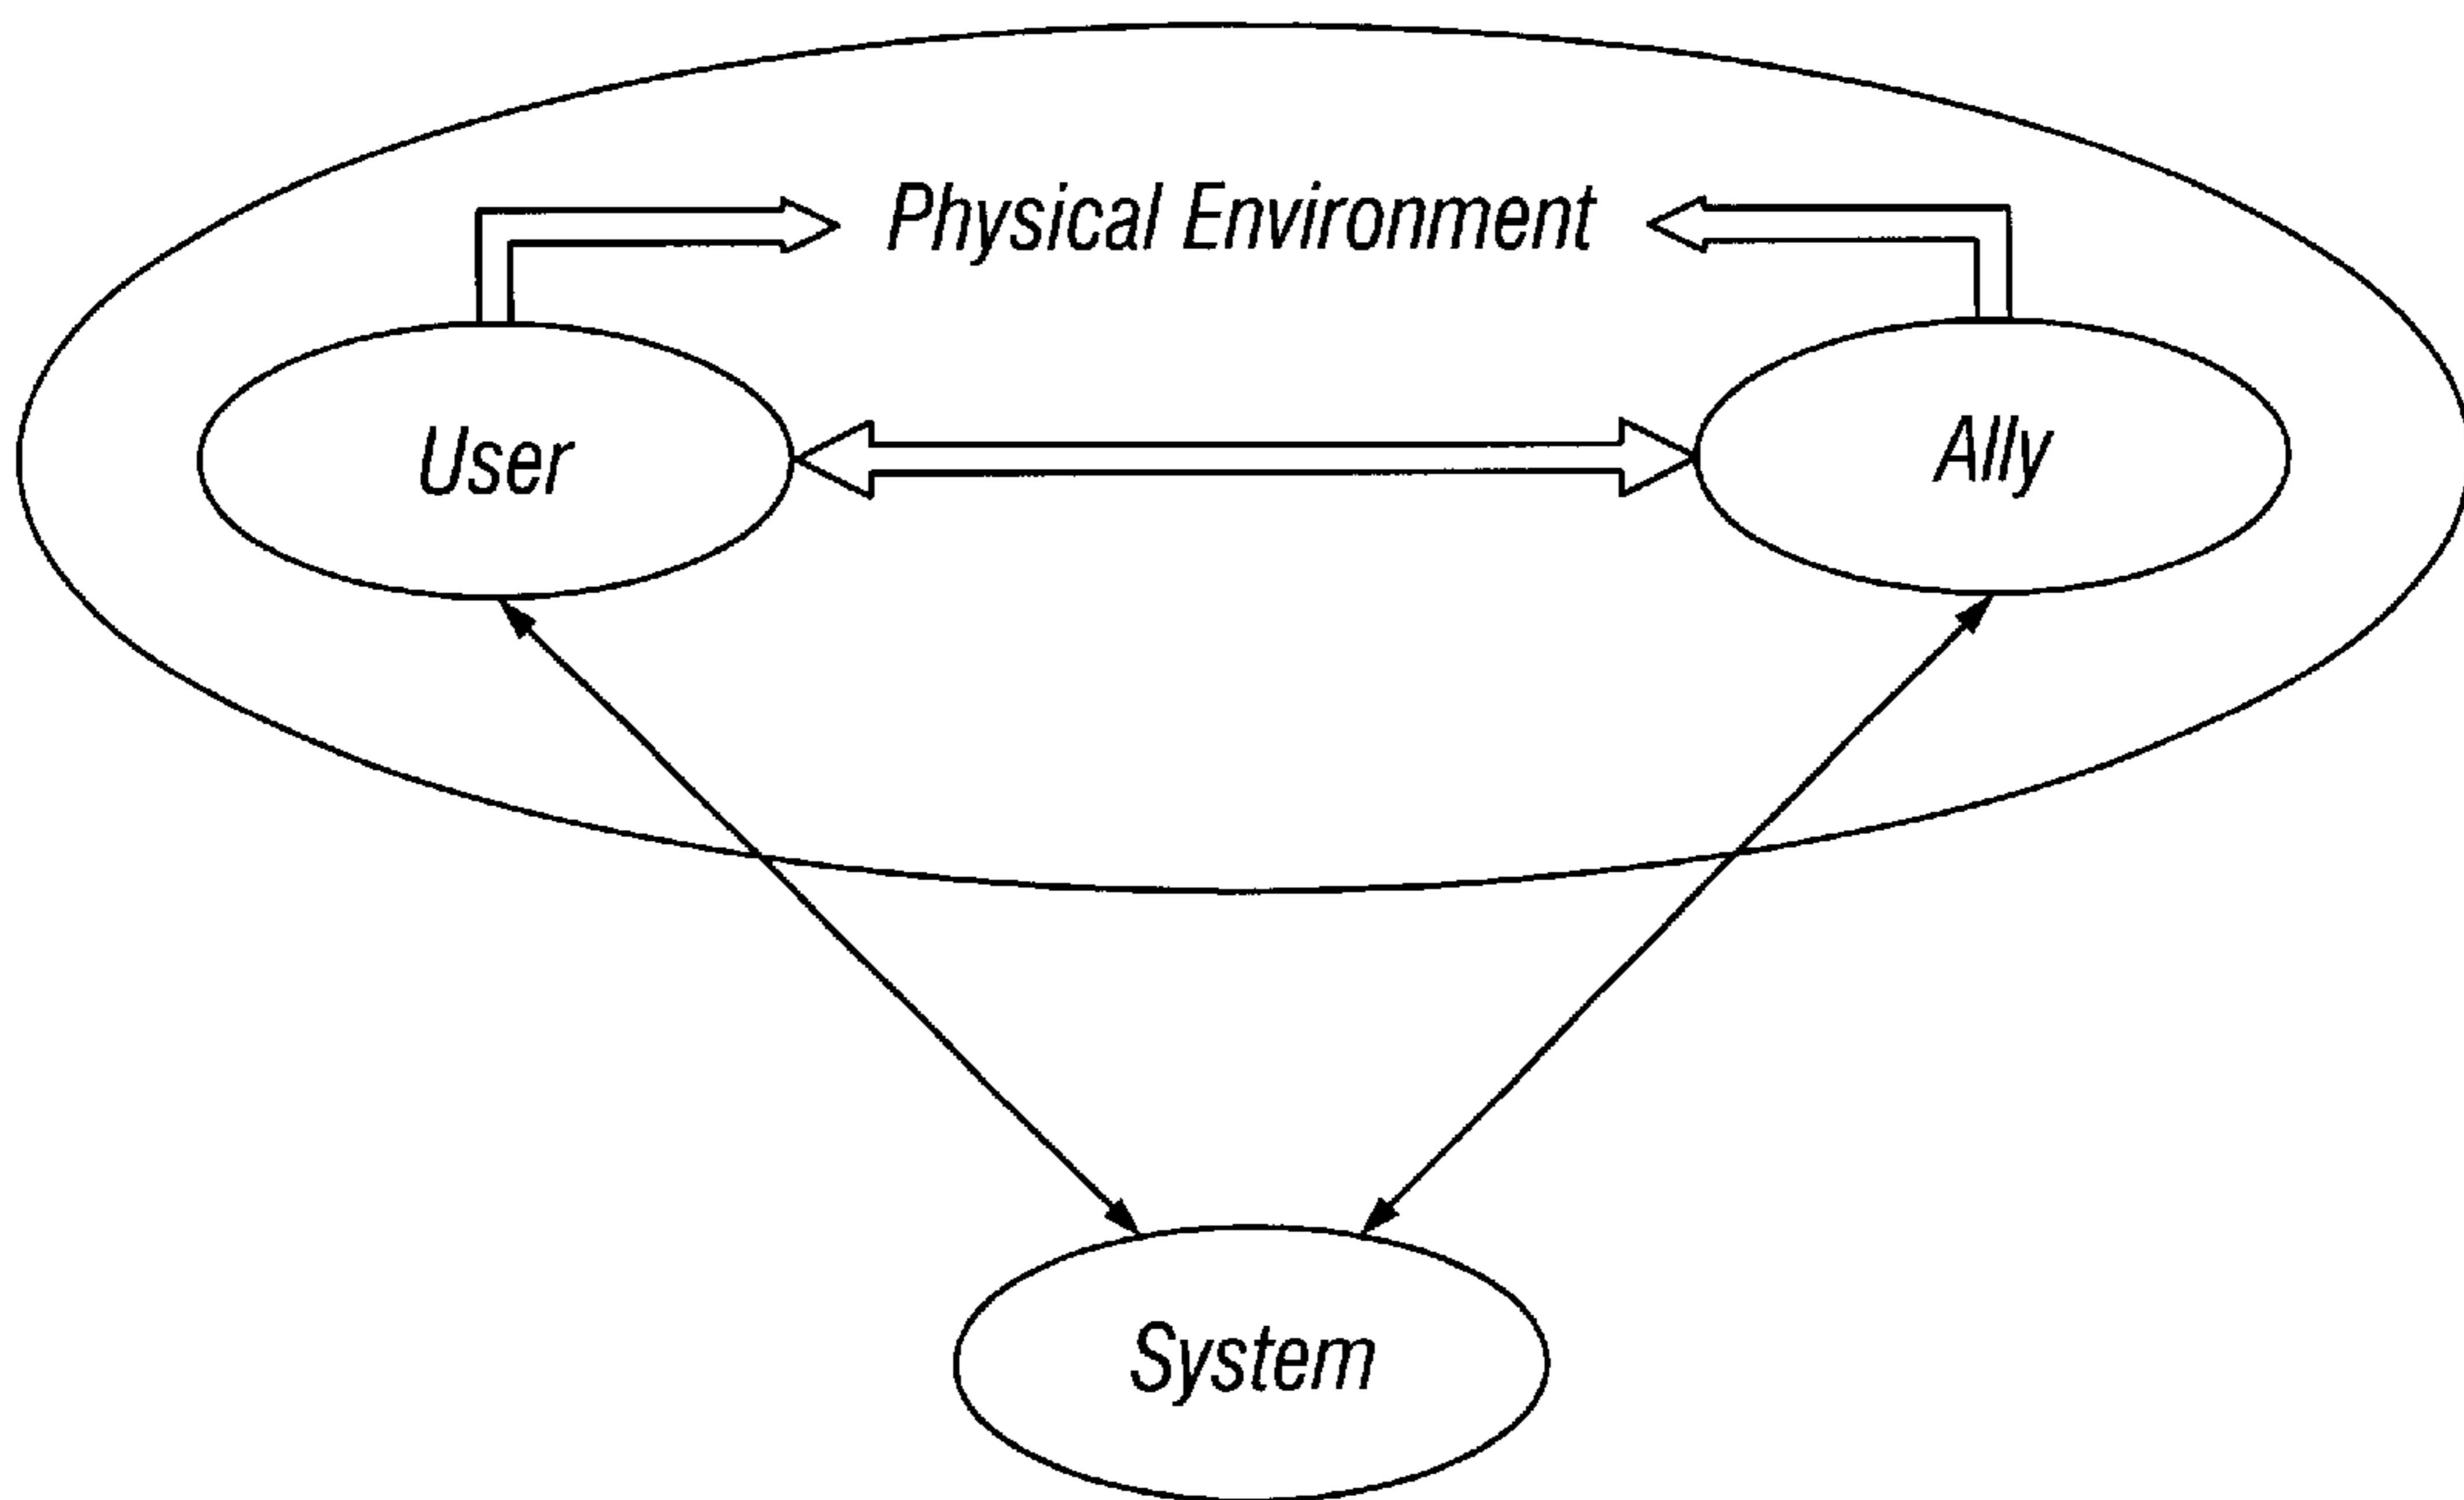 Physical Environment
User
Ally
System